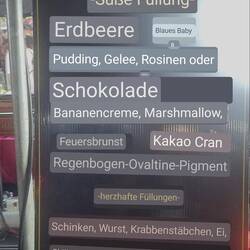 -Süße Füllung-
Erdbeere Blaues Baby
Pudding, Gelee, Rosinen oder
Schokolade
Bananencreme, Marshmallow,
Feuersbrunst Kakao Cran
Regenbogen-Ovaltine-Pigment
-herzhafte Füllungen-
Schinken, Wurst, Krabbenstäbchen, Ei,